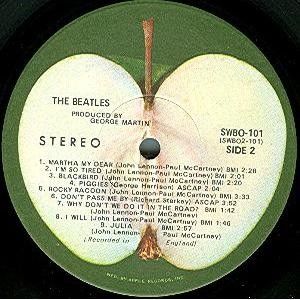 THE BEATLES
PRODUCED BY
GEORGE MARTIN
STEREO
SWBO-101
(SWBO2-101)
SIDE 2
1. MARTHA MY DEAR (John Lennon-Paul McCartney) BMI 2:28
2. I'M SO TIRED (John Lennon-Paul McCartney) BMI 2:01
3. BLACKBIRD (John Lennon-Paul McCartney) BMI 2:20
4. PIGGIES (George Harrison) ASCAP 2:04
5. ROCKY RACOON (John Lennon-Paul McCartney) BMI 3:33
6. DON'T PASS ME BY (Richard Starkey) ASCAP 3:52
7. WHY DON'T WE DO IT IN THE ROAD? BMI 1:42
(John Lennon-Paul McCartney)
8. I WILL (John Lennon-Paul McCartney) BMI 1:46
9. JULIA BMI 2:57
(John Lennon-Paul McCartney)
(Recorded in England)
MFD. BY APPLE RECORDS, INC.